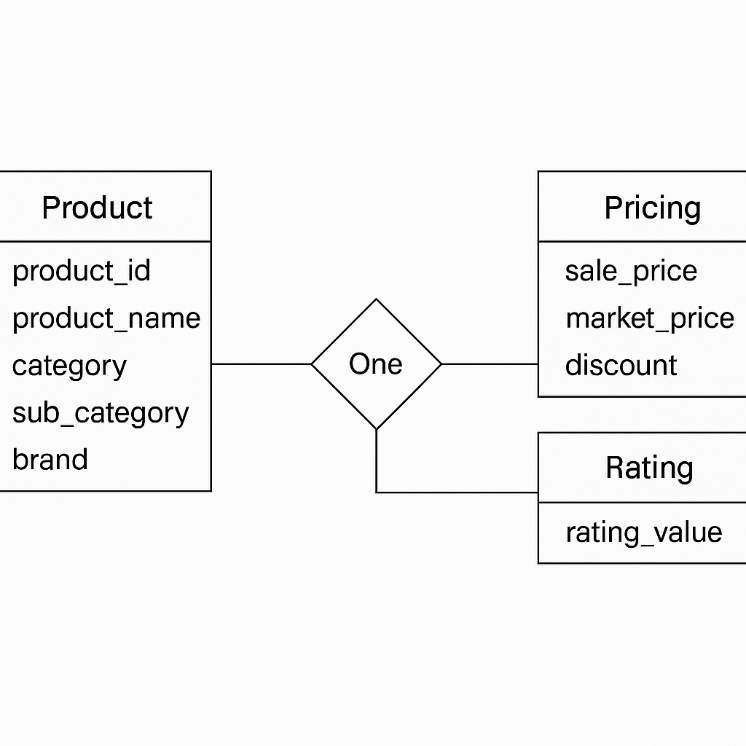 Product
product_id
product_name
category
sub_category
brand
One
Pricing
sale_price
market_price
discount
Rating
rating_value